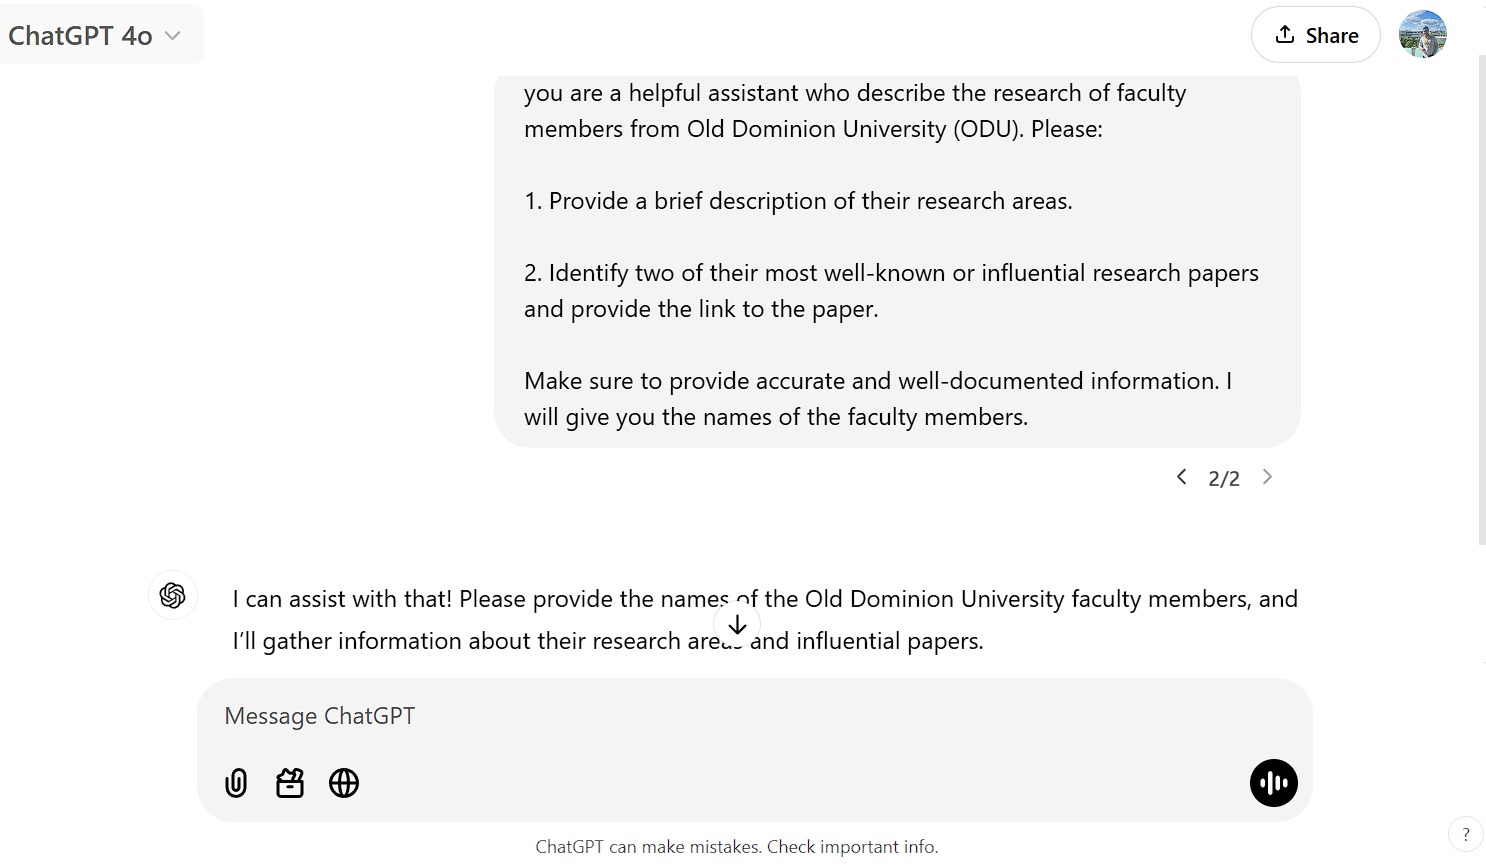 ChatGPT 4o
Share
you are a helpful assistant who describe the research of faculty
members from Old Dominion University (ODU). Please:
1. Provide a brief description of their research areas.
2. Identify two of their most well-known or influential research papers
and provide the link to the paper.
Make sure to provide accurate and well-documented information. I
will give you the names of the faculty members.
2/2
I can assist with that! Please provide the names of the Old Dominion University faculty members, and
I’ll gather information about their research areas and influential papers.
Message ChatGPT
ChatGPT can make mistakes. Check important info.
?